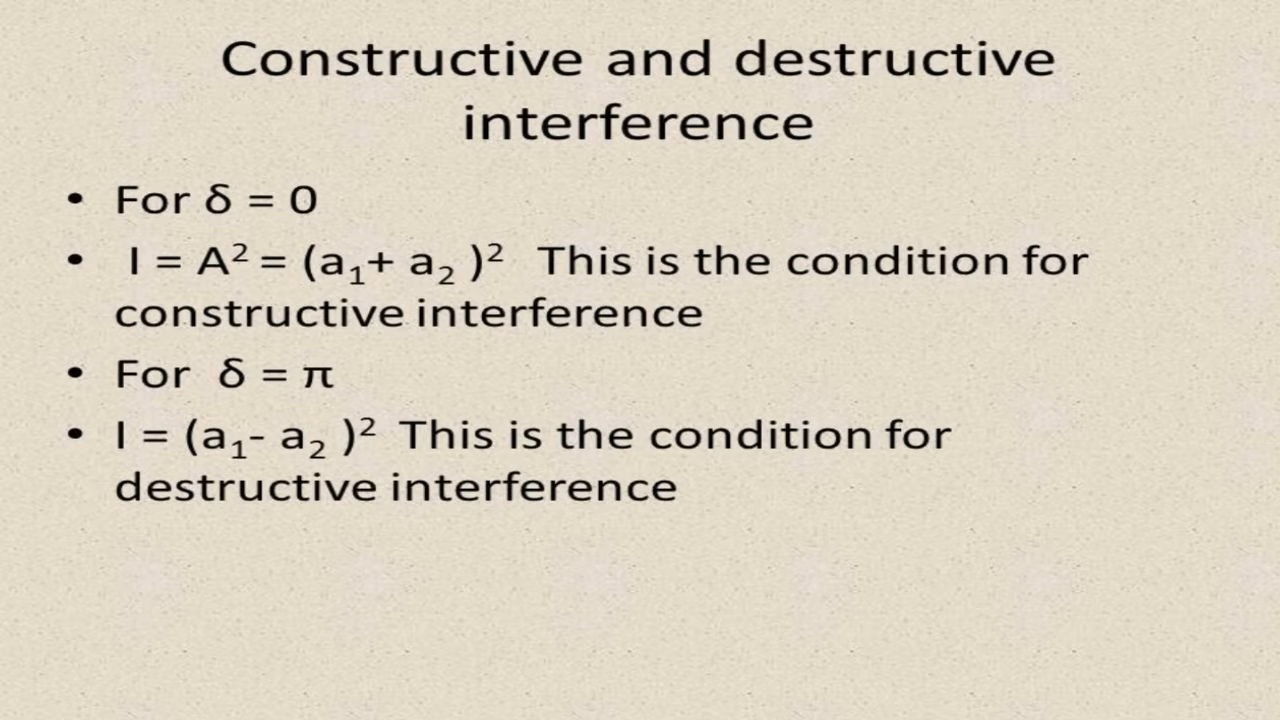 Constructive and destructive
interference
• For δ = 0
• I = A² = (a₁+ a₂ )² This is the condition for
constructive interference
• For δ = π
• I = (a₁- a₂ )² This is the condition for
destructive interference